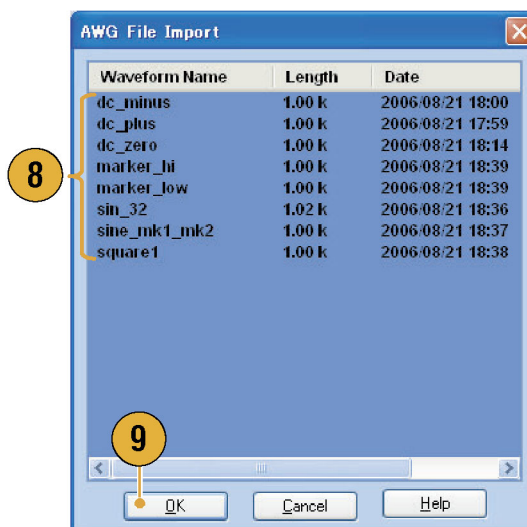 AWG File Import
Waveform Name Length Date
dc_minus 1.00 k 2006/08/21 18:00
dc_plus 1.00 k 2006/08/21 17:59
dc_zero 1.00 k 2006/08/21 18:14
marker_hi 1.00 k 2006/08/21 18:39
marker_low 1.00 k 2006/08/21 18:39
sin_32 1.02 k 2006/08/21 18:36
sine_mk1_mk2 1.00 k 2006/08/21 18:37
square1 1.00 k 2006/08/21 18:38
8
9
OK Cancel Help